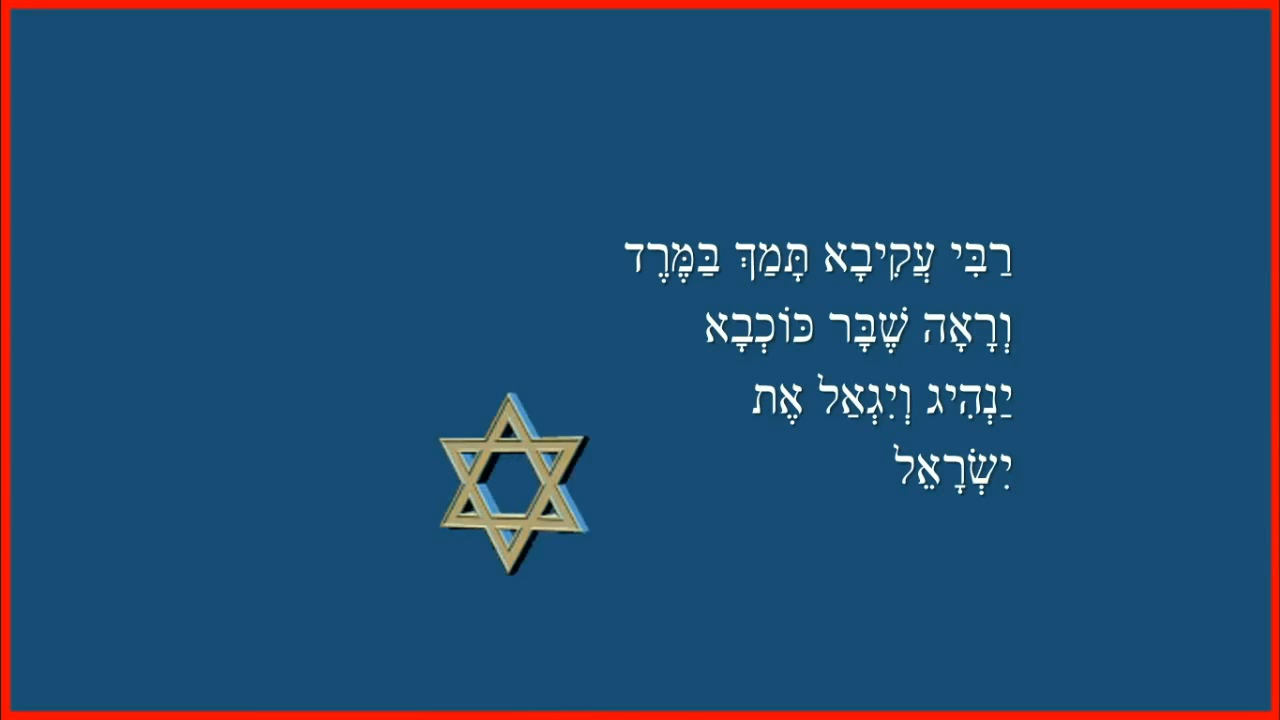 רַבִּי עֲקִיבָא תָּמַךְ בַּמֶּרֶד
וְרָאָה שֶׁבָּר כּוֹכְבָא
יַנְהִיג וְיִגְאַל אֶת
יִשְׂרָאֵל